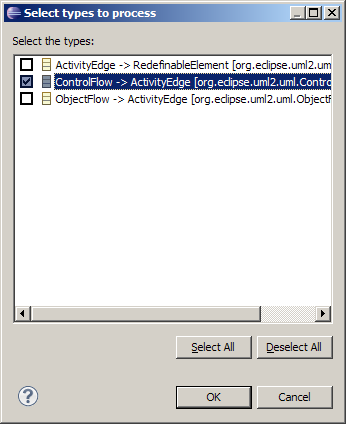 Select types to process
Select the types:
ActivityEdge -> RedefinableElement [org.eclipse.uml2.um
ControlFlow -> ActivityEdge [org.eclipse.uml2.uml.Contro
ObjectFlow -> ActivityEdge [org.eclipse.uml2.uml.ObjectF
Select All
Deselect All
?
OK
Cancel